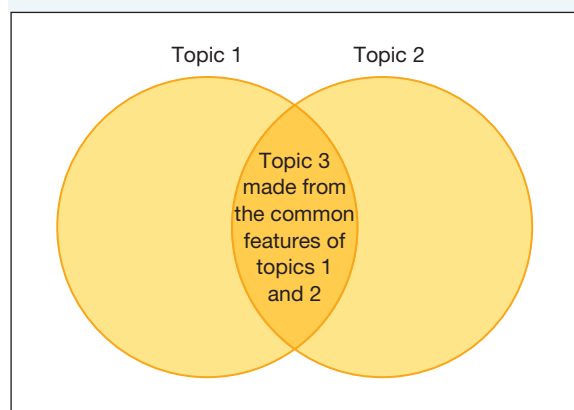 Topic 1
Topic 2
Topic 3
made from
the common
features of
topics 1
and 2